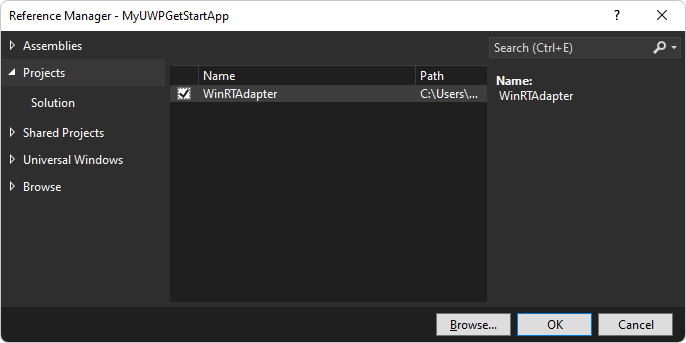 Reference Manager - MyUWPGetStartApp
? 
Assemblies
Projects
Solution
Shared Projects
Universal Windows
Browse
Name Path
WinRTAdapter C:\Users\...
Search (Ctrl+E)
Name:
WinRTAdapter
Browse... OK Cancel